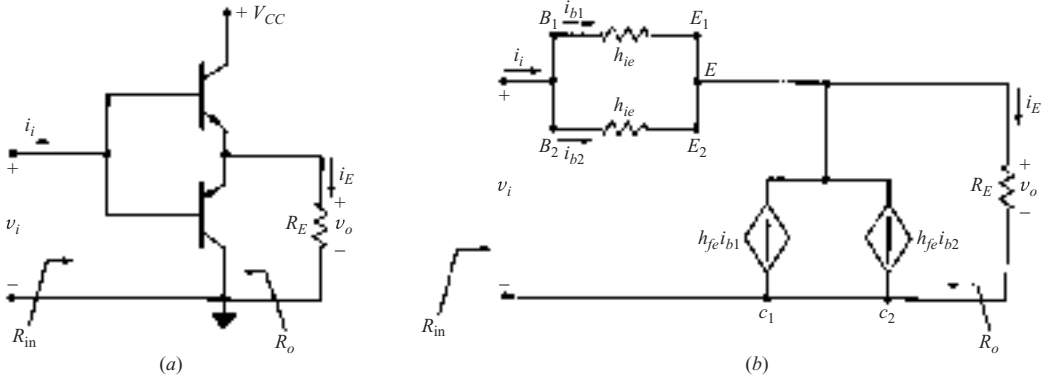 + V_CC
i_i
+
v_i
−
R_in
i_E
+
R_E
v_o
−
R_o
(a)
B_1
i_b1
E_1
h_ie
i_i
+
E
h_ie
B_2
i_b2
E_2
i_E
v_i
R_E
+
v_o
−
h_fe i_b1
h_fe i_b2
−
R_in
c_1
c_2
R_o
(b)